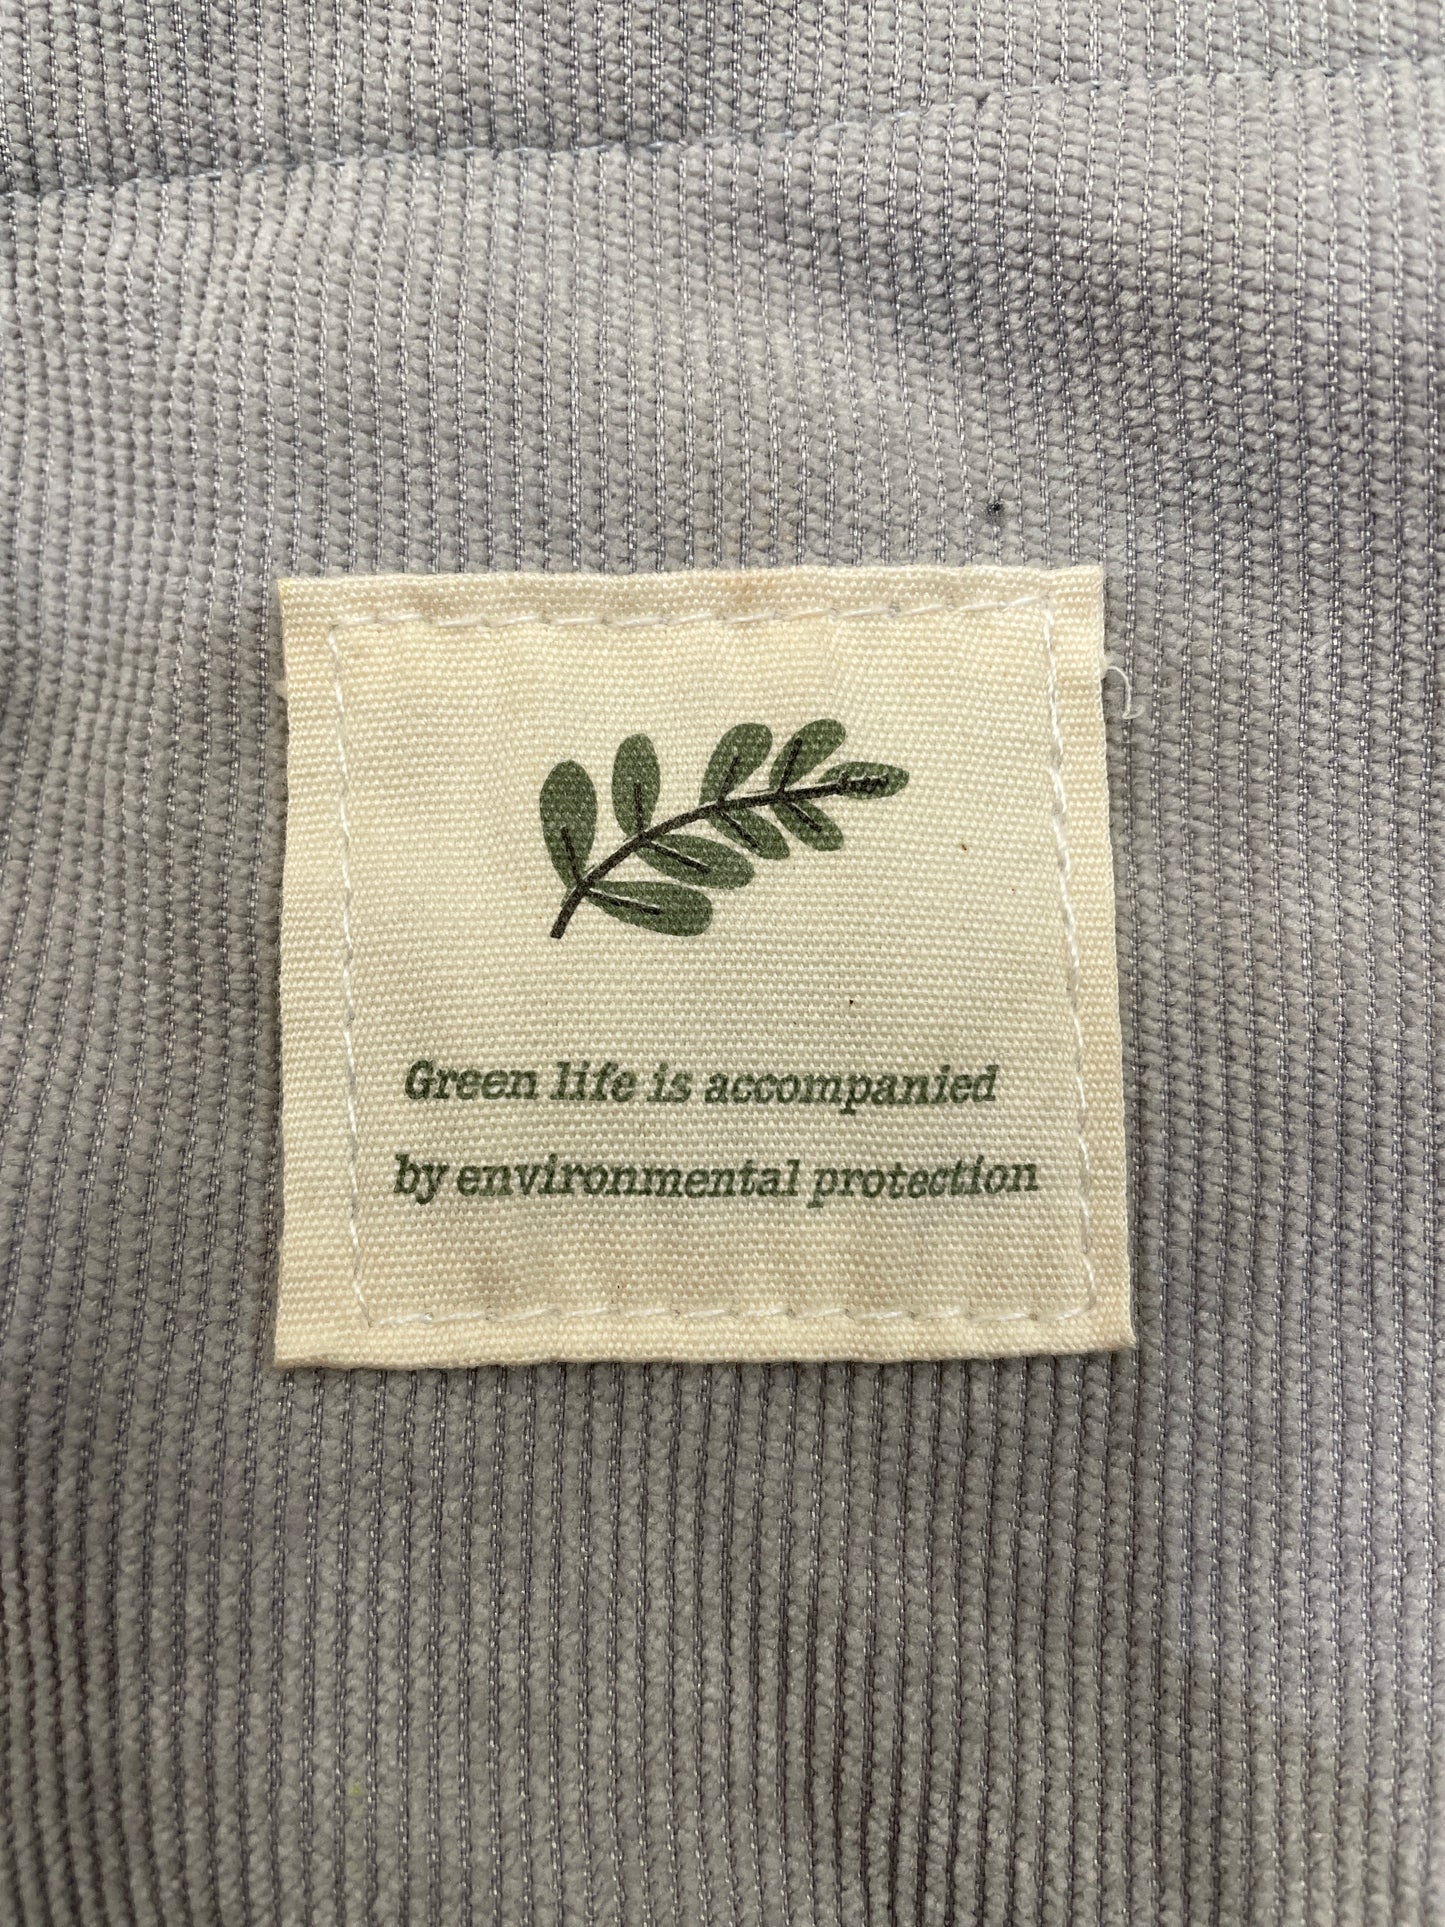 Green life is accompanied
by environmental protection